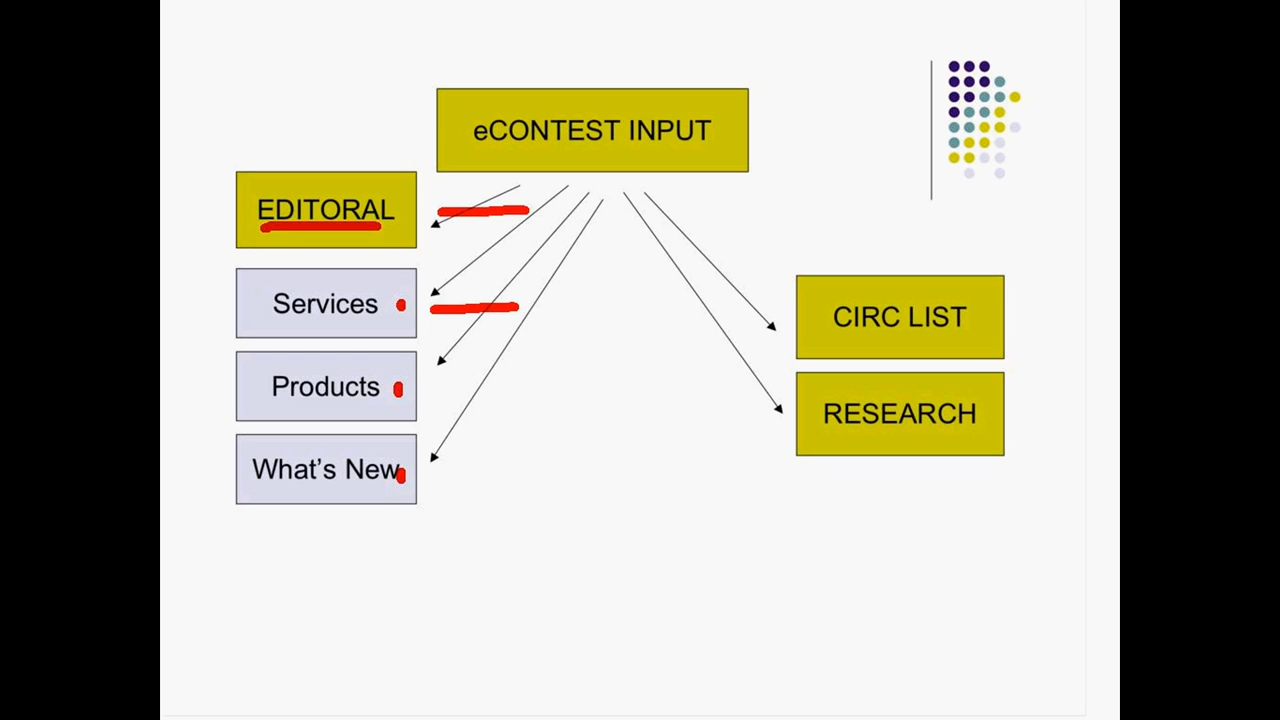 eCONTEST INPUT
EDITORAL
Services
Products
What's New
CIRC LIST
RESEARCH